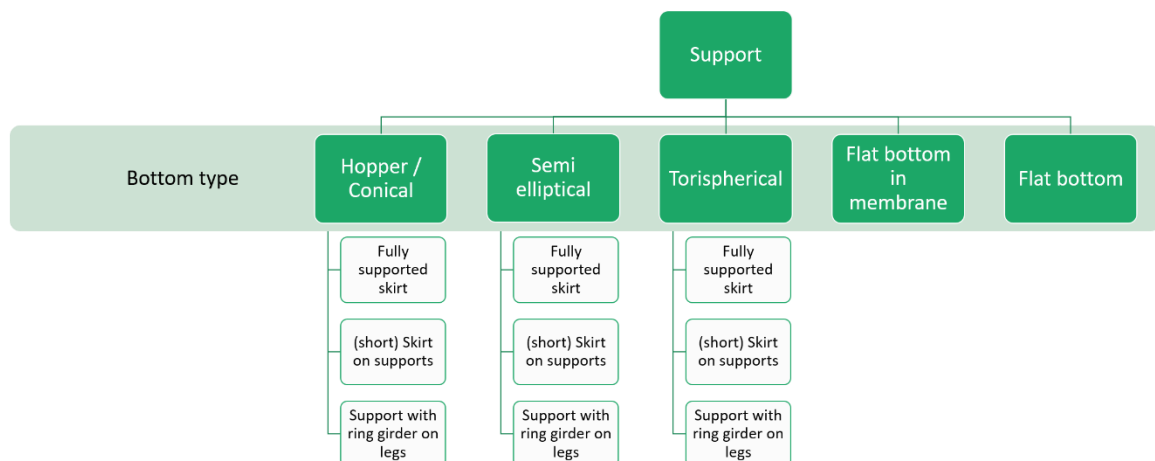 Support
Bottom type
Hopper /
Conical
Semi
elliptical
Torispherical
Flat bottom
in
membrane
Flat bottom
Fully
supported
skirt
Fully
supported
skirt
Fully
supported
skirt
(short) Skirt
on supports
(short) Skirt
on supports
(short) Skirt
on supports
Support with
ring girder on
legs
Support with
ring girder on
legs
Support with
ring girder on
legs